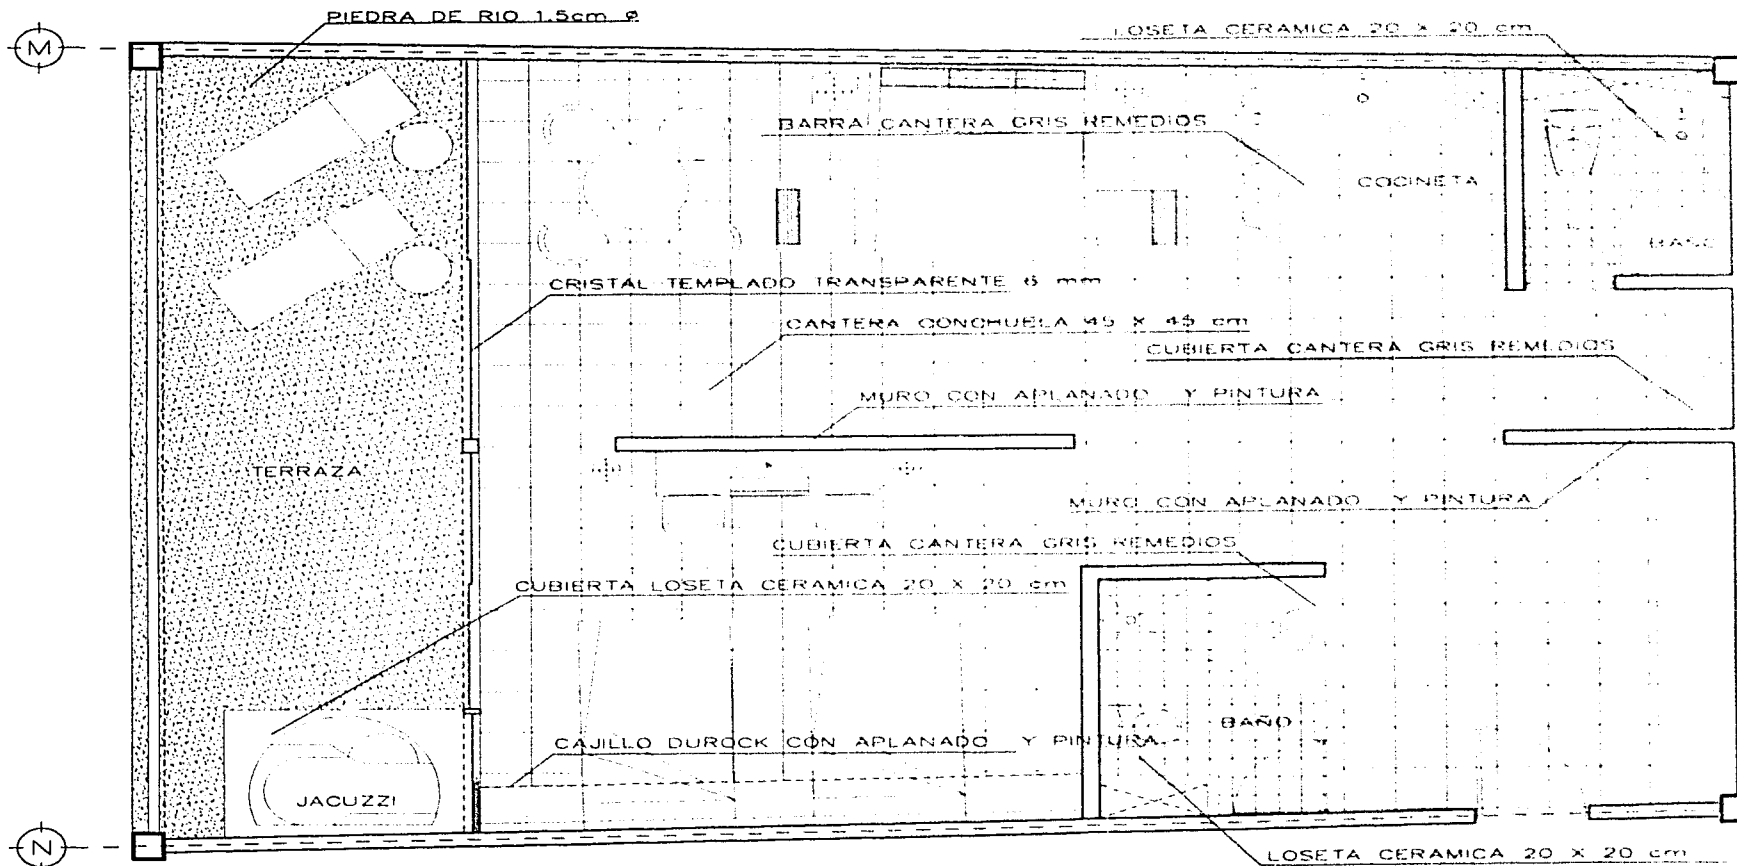 PIEDRA DE RIO 1.5cm ø
LOSETA CERAMICA 20 X 20 cm
M
BARRA CANTERA GRIS REMEDIOS
COCINETA
BAÑO
CRISTAL TEMPLADO TRANSPARENTE 6 mm
CANTERA CONCHUELA 45 X 45 cm
CUBIERTA CANTERA GRIS REMEDIOS
MURO CON APLANADO Y PINTURA
TERRAZA
MURO CON APLANADO Y PINTURA
CUBIERTA CANTERA GRIS REMEDIOS
CUBIERTA LOSETA CERAMICA 20 X 20 cm
BAÑO
CAJILLO DUROCK CON APLANADO Y PINTURA
JACUZZI
N
LOSETA CERAMICA 20 X 20 cm